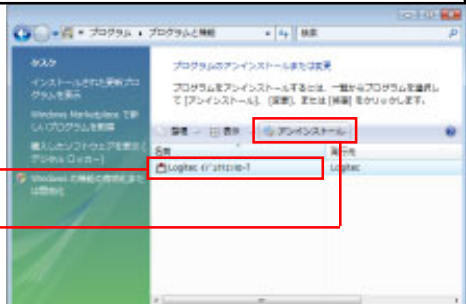 プログラム
プログラムと機能
検索
タスク
インストールされた更新プロ
グラムを表示
Windows Marketplace で新
しいプログラムを購入
購入したソフトウェアを表示 (
デジタル ロッカー)
Windows の機能の有効化また
は無効化
プログラムのアンインストールまたは変更
プログラムをアンインストールするには、一覧からプログラムを選択し
て [アンインストール]、[変更]、または [修復] をクリックします。
整理
表示
アンインストール
名前
発行元
Logitec
Logitec